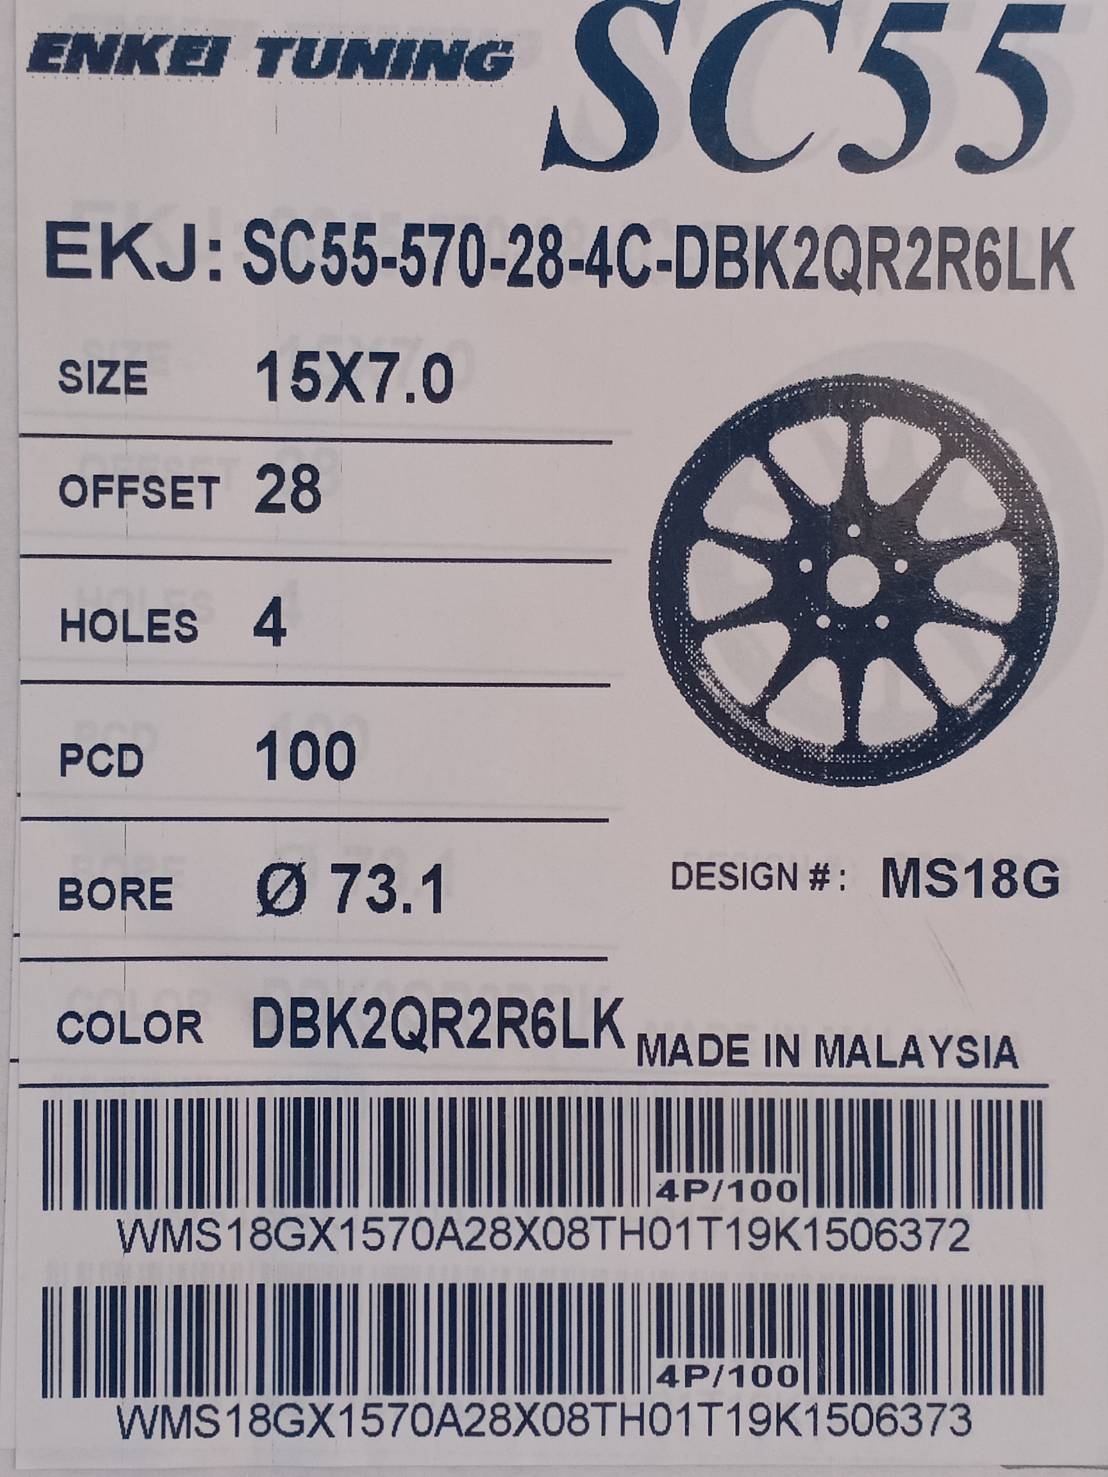 ENKEI TUNING SC55
EKJ: SC55-570-28-4C-DBK2QR2R6LK
SIZE 15X7.0
OFFSET 28
HOLES 4
PCD 100
BORE Ø 73.1
DESIGN #: MS18G
COLOR DBK2QR2R6LK MADE IN MALAYSIA
4P/100
WMS18GX1570A28X08TH01T19K1506372
4P/100
WMS18GX1570A28X08TH01T19K1506373